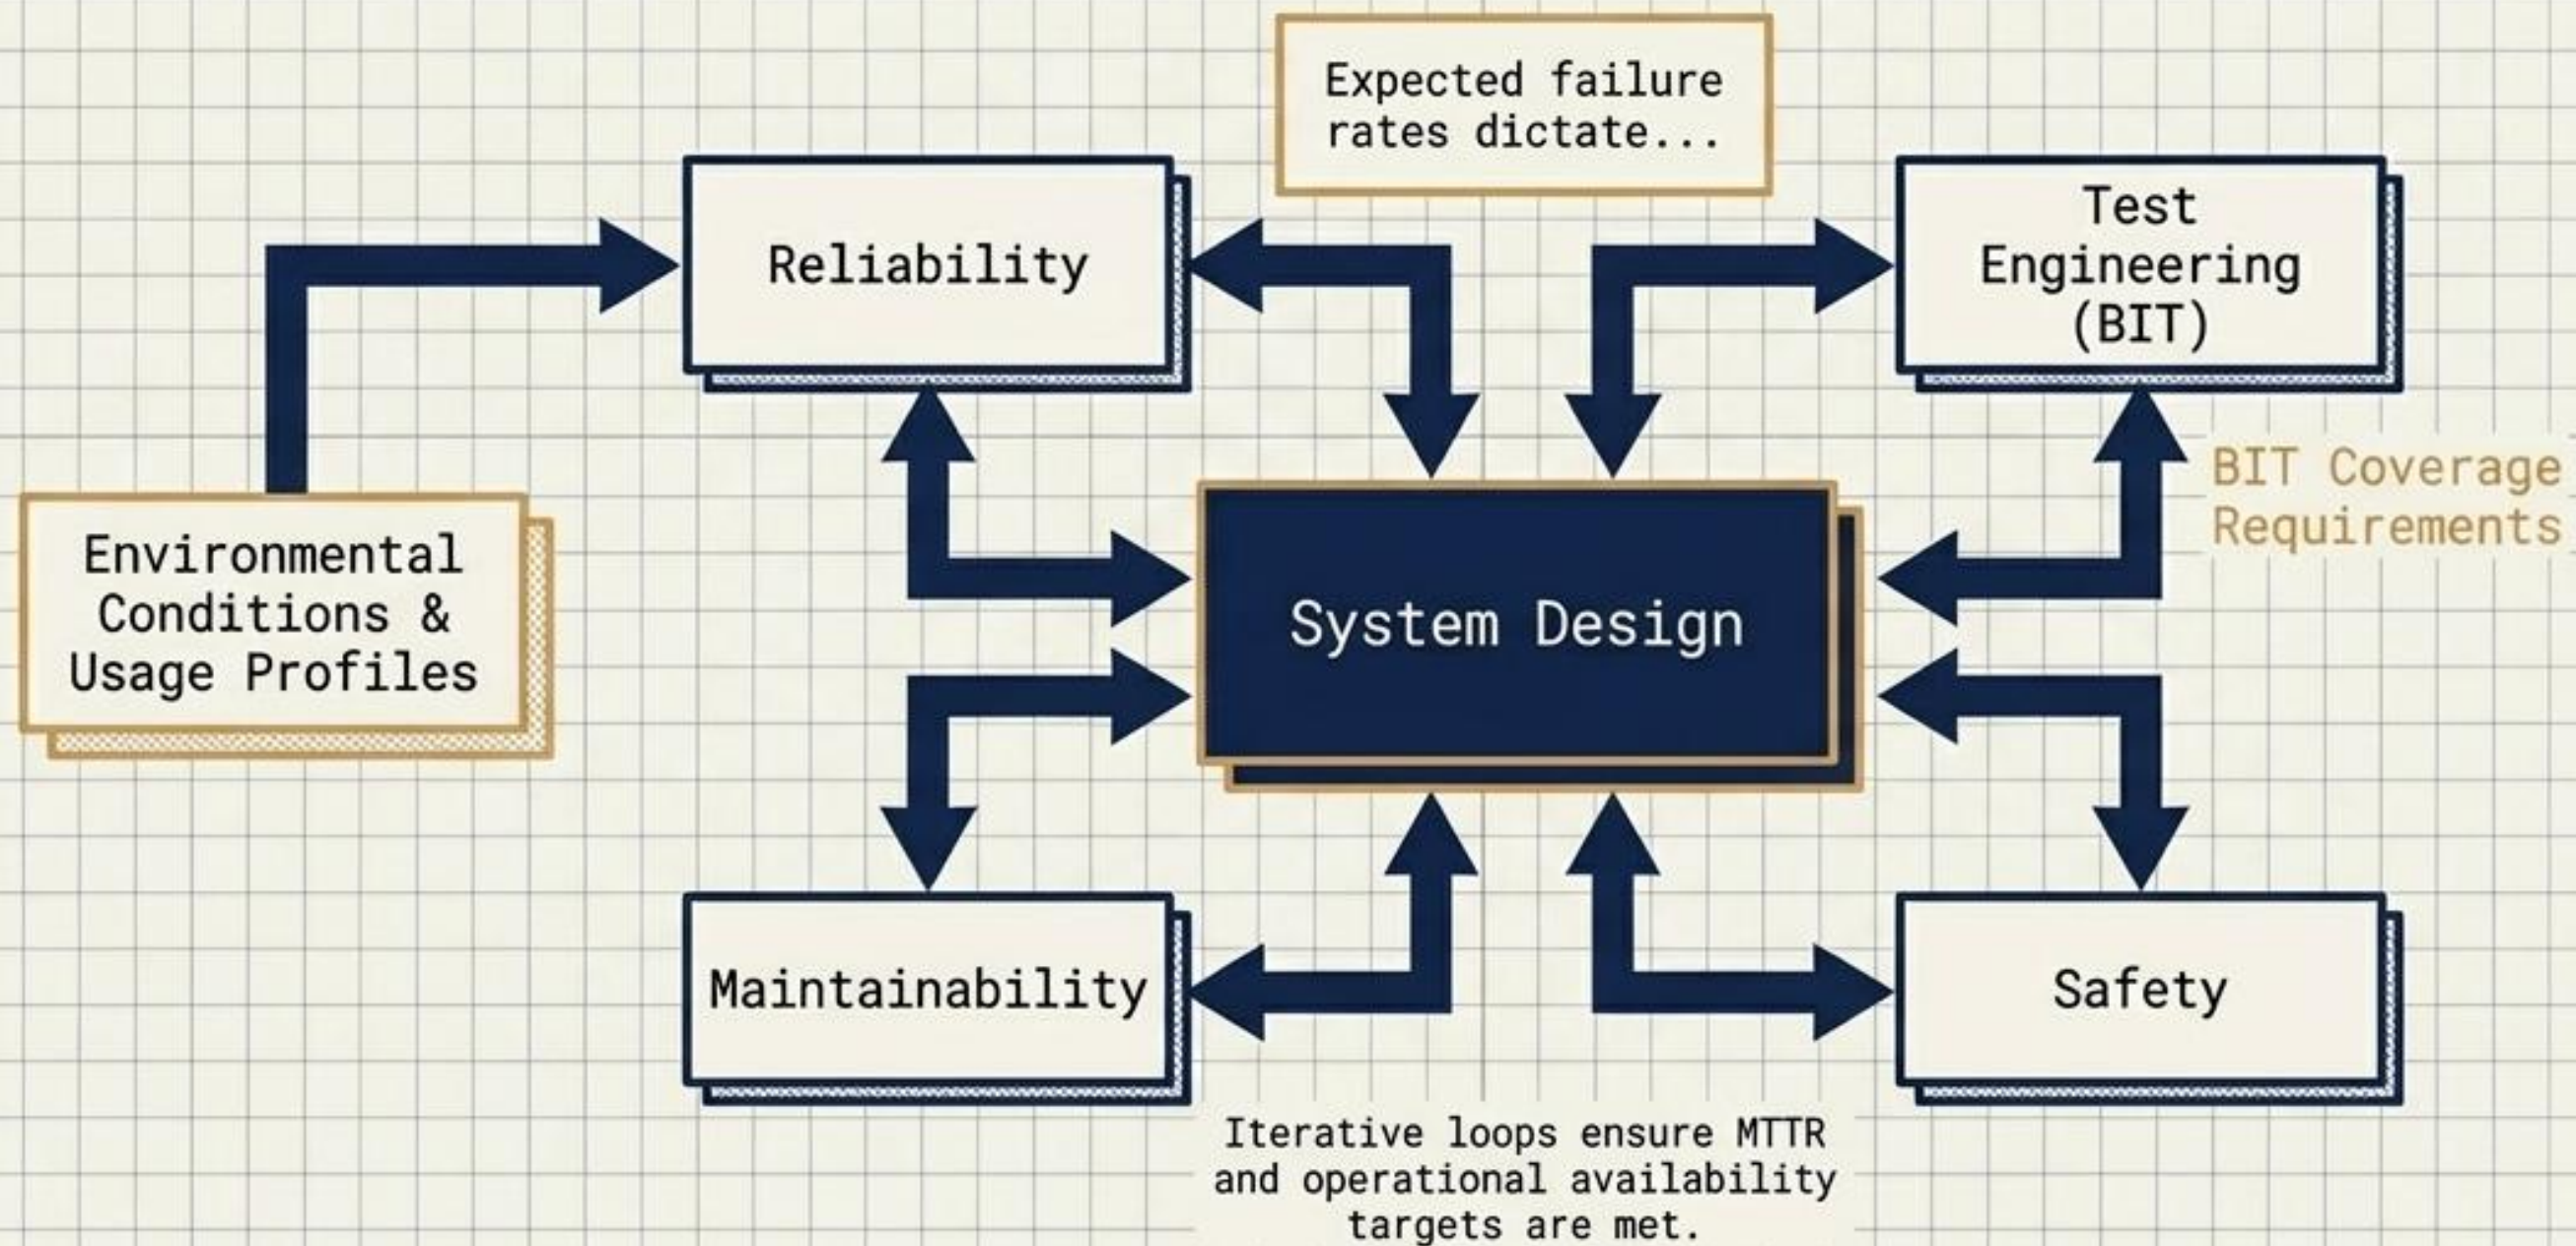 Expected failure
rates dictate...
Reliability
Test
Engineering
(BIT)
BIT Coverage
Requirements
Environmental
Conditions &
Usage Profiles
System Design
Maintainability
Safety
Iterative loops ensure MTTR
and operational availability
targets are met.